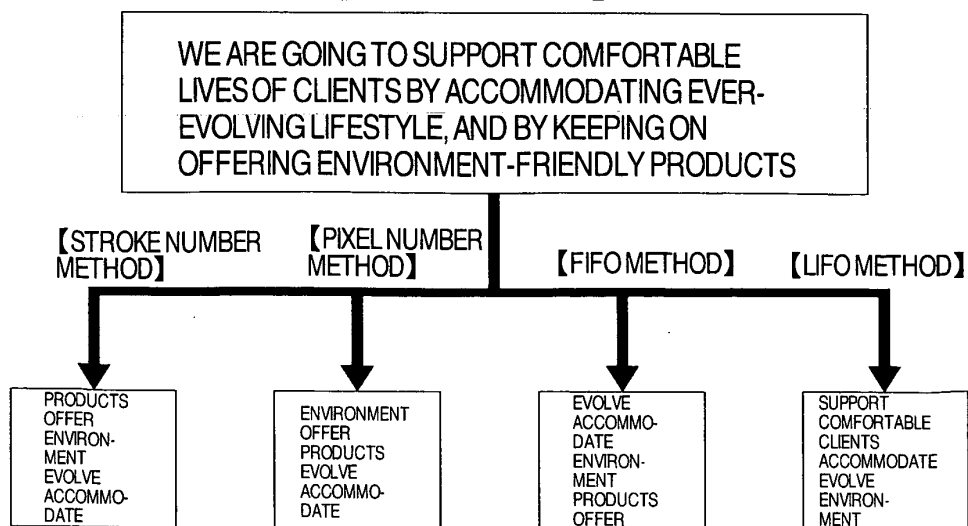 WE ARE GOING TO SUPPORT COMFORTABLE
LIVES OF CLIENTS BY ACCOMMODATING EVER-
EVOLVING LIFESTYLE, AND BY KEEPING ON
OFFERING ENVIRONMENT-FRIENDLY PRODUCTS
【STROKE NUMBER
METHOD】
【PIXEL NUMBER
METHOD】
【FIFO METHOD】
【LIFO METHOD】
PRODUCTS
OFFER
ENVIRON-
MENT
EVOLVE
ACCOMMO-
DATE
ENVIRONMENT
OFFER
PRODUCTS
EVOLVE
ACCOMMO-
DATE
EVOLVE
ACCOMMO-
DATE
ENVIRON-
MENT
PRODUCTS
OFFER
SUPPORT
COMFORTABLE
CLIENTS
ACCOMMODATE
EVOLVE
ENVIRON-
MENT